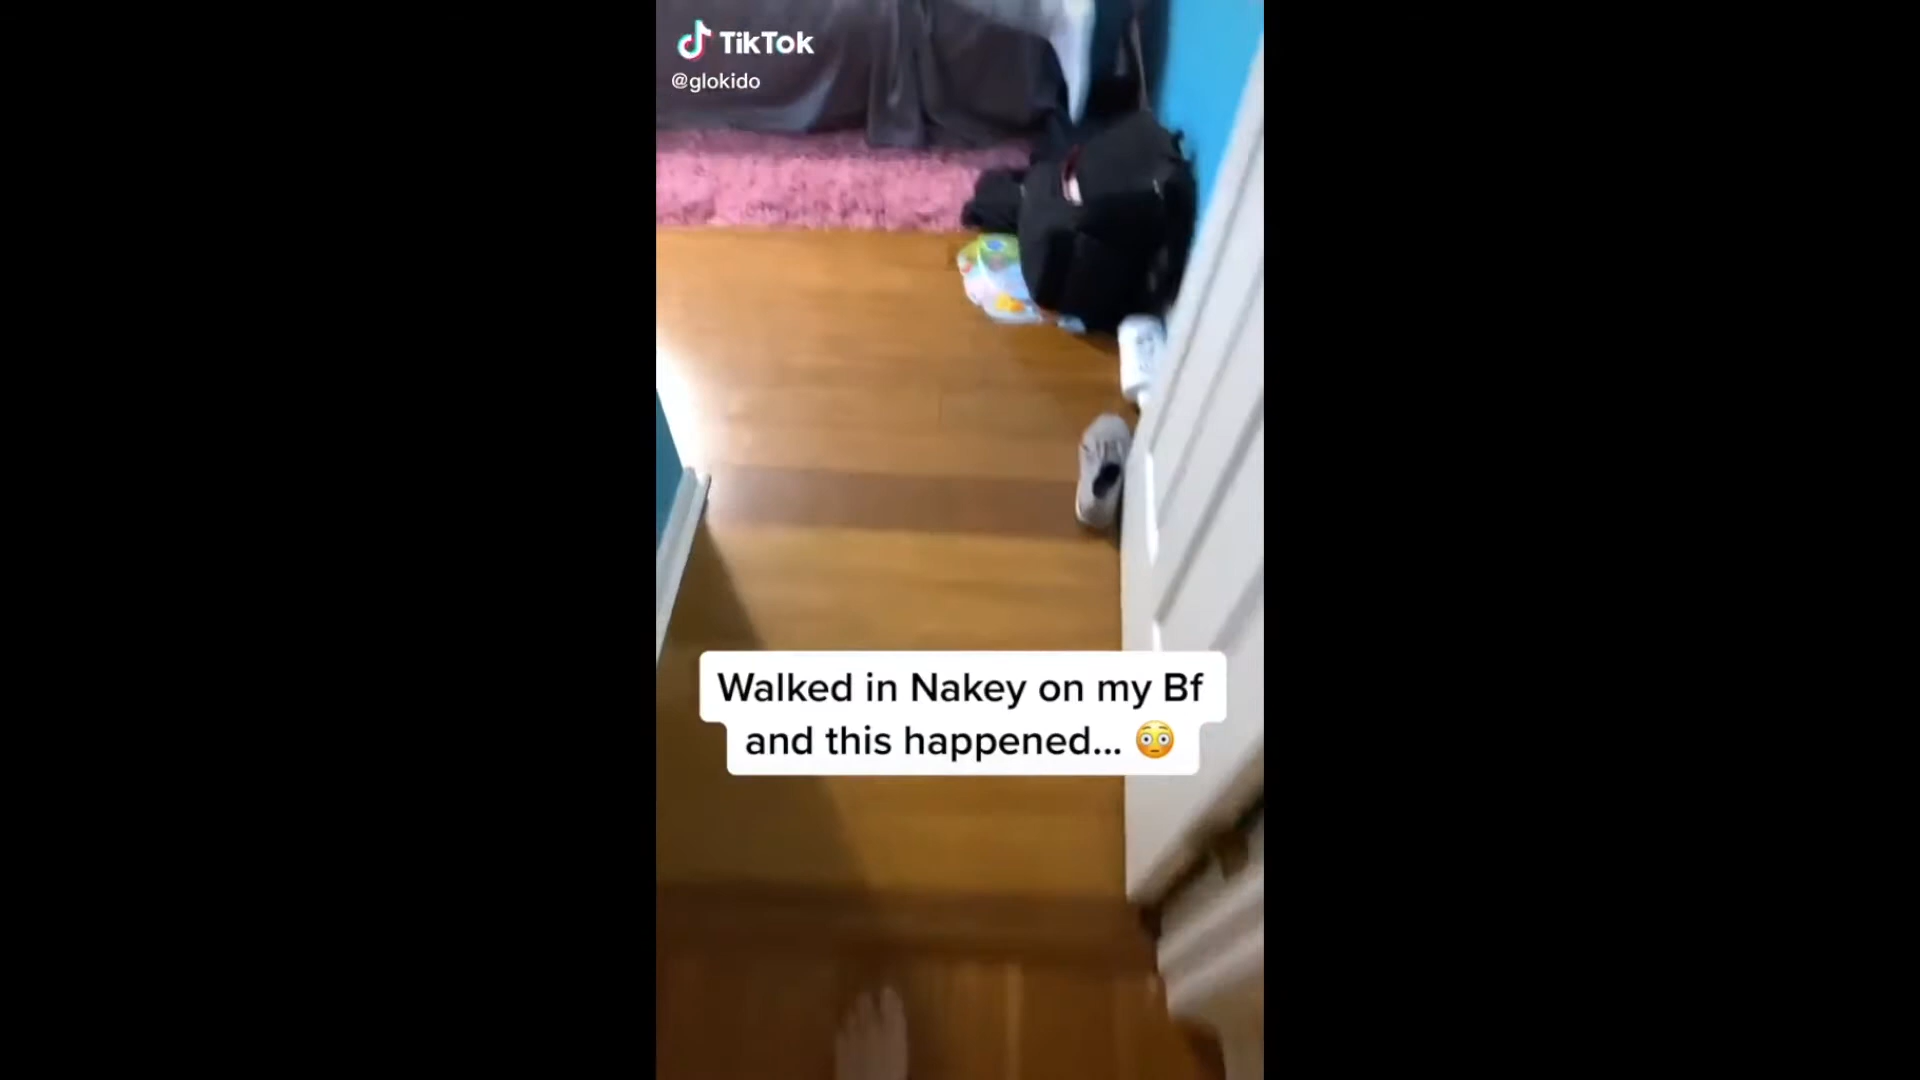 TikTok
@glokido
Walked in Nakey on my Bf
and this happened... 😳